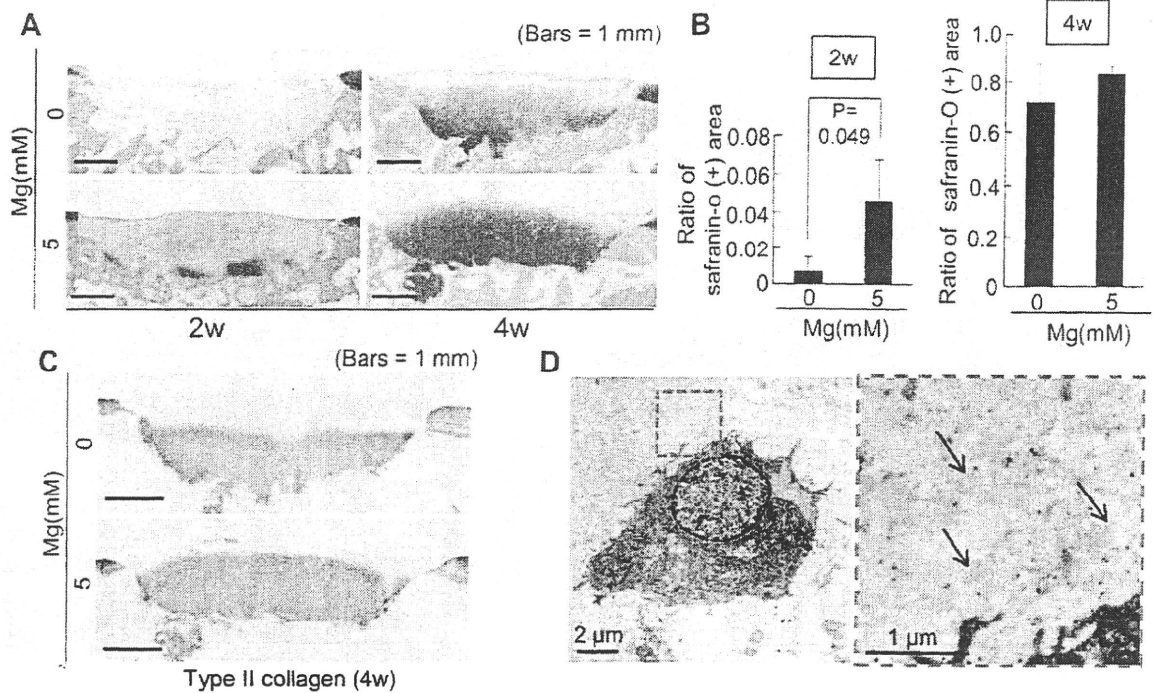 A
(Bars = 1 mm)
Mg(mM)
0
5
2w
4w
B
2w
P=
0.049
Ratio of
safranin-o (+) area
0.08
0.06
0.04
0.02
0
0
5
Mg(mM)
4w
Ratio of safranin-O (+) area
1.0
0.8
0.6
0.4
0.2
0
0
5
Mg(mM)
C
(Bars = 1 mm)
Mg(mM)
0
5
Type II collagen (4w)
D
2 μm
1 μm